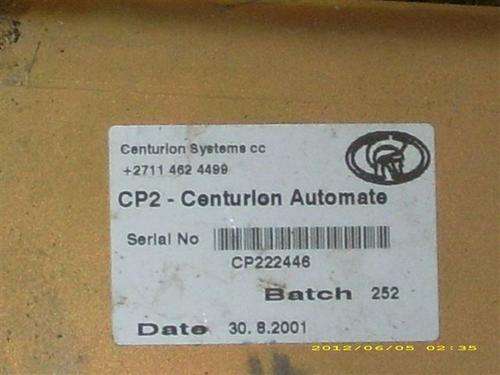 Centurion Systems cc
+2711 462 4499
CP2 - Centurion Automate
Serial No
CP222446
Batch 252
Date 30.8.2001
2012/06/05 02:35